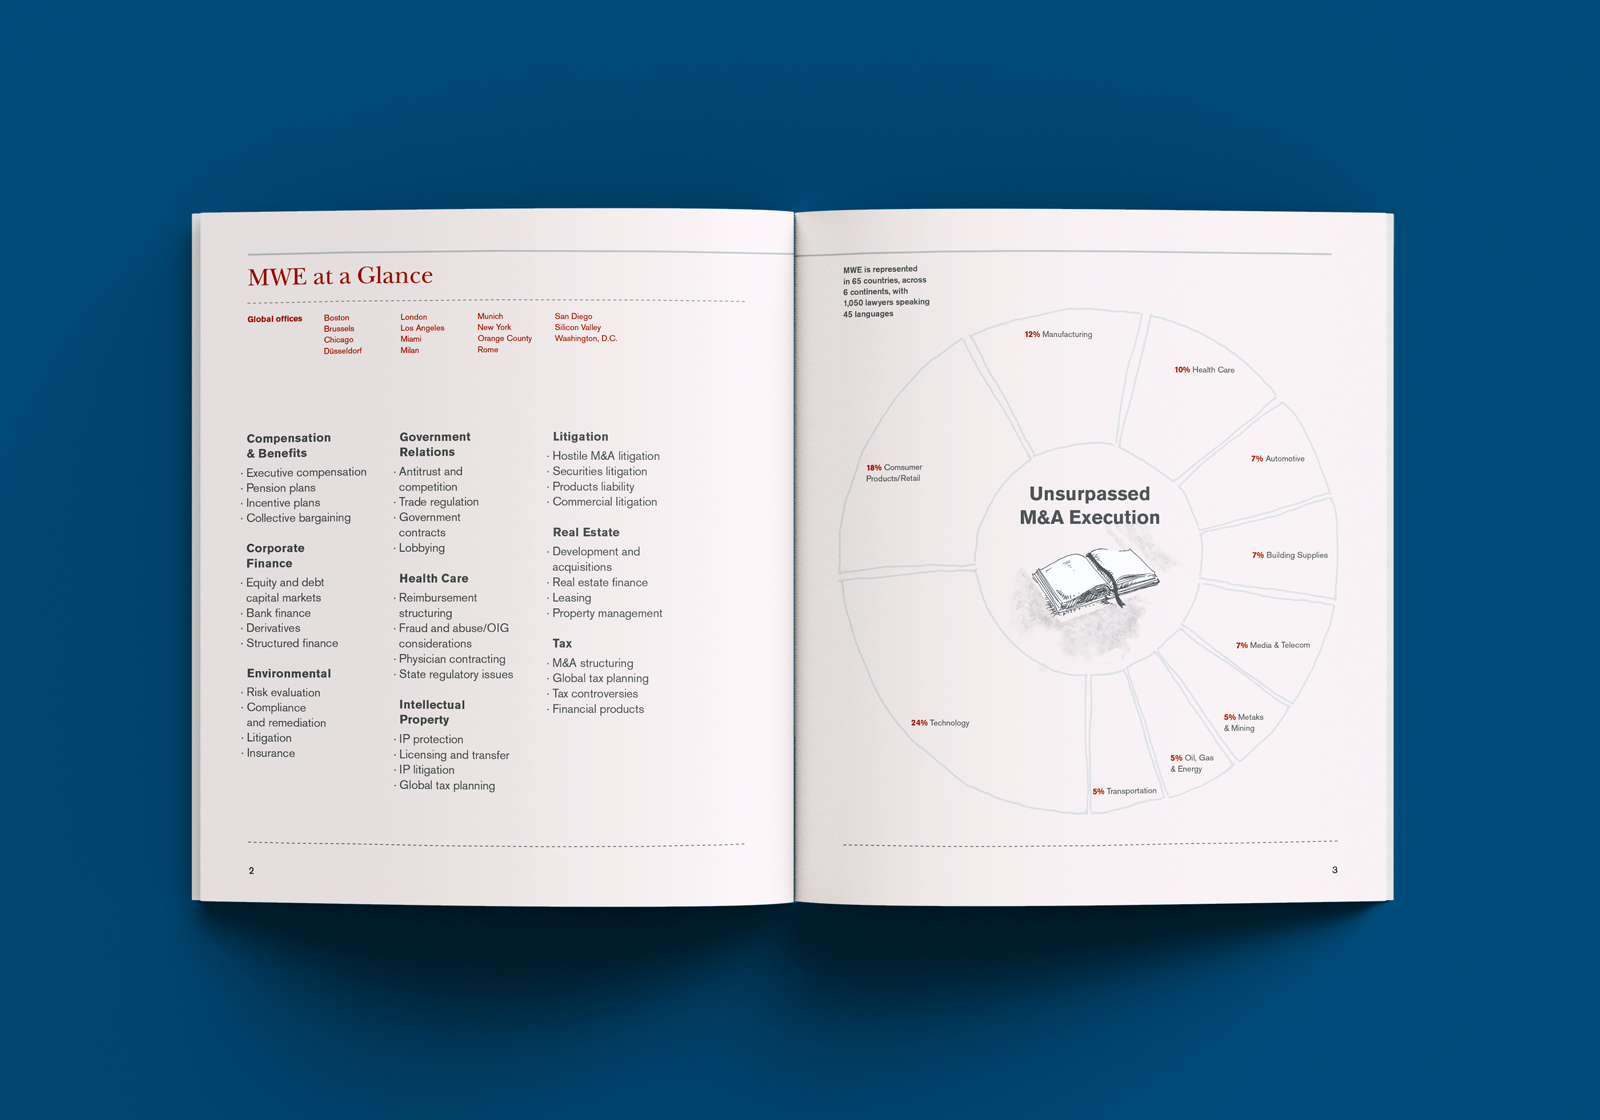 MWE at a Glance
Global offices
Boston
Brussels
Chicago
Düsseldorf
London
Los Angeles
Miami
Milan
Munich
New York
Orange County
Rome
San Diego
Silicon Valley
Washington, D.C.
Compensation
& Benefits
· Executive compensation
· Pension plans
· Incentive plans
· Collective bargaining
Corporate
Finance
· Equity and debt
capital markets
· Bank finance
· Derivatives
· Structured finance
Environmental
· Risk evaluation
· Compliance
and remediation
· Litigation
· Insurance
Government
Relations
· Antitrust and
competition
· Trade regulation
· Government
contracts
· Lobbying
Health Care
· Reimbursement
structuring
· Fraud and abuse/OIG
considerations
· Physician contracting
· State regulatory issues
Intellectual
Property
· IP protection
· Licensing and transfer
· IP litigation
· Global tax planning
Litigation
· Hostile M&A litigation
· Securities litigation
· Products liability
· Commercial litigation
Real Estate
· Development and
acquisitions
· Real estate finance
· Leasing
· Property management
Tax
· M&A structuring
· Global tax planning
· Tax controversies
· Financial products
2
MWE is represented
in 65 countries, across
6 continents, with
1,050 lawyers speaking
45 languages
12% Manufacturing
10% Health Care
7% Automotive
7% Building Supplies
7% Media & Telecom
5% Metaks
& Mining
5% Oil, Gas
& Energy
5% Transportation
24% Technology
18% Comsumer
Products/Retail
Unsurpassed
M&A Execution
3